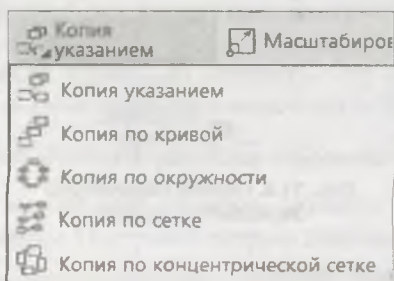 Копия
указанием
Масштабиров
Копия указанием
Копия по кривой
Копия по окружности
Копия по сетке
Копия по концентрической сетке